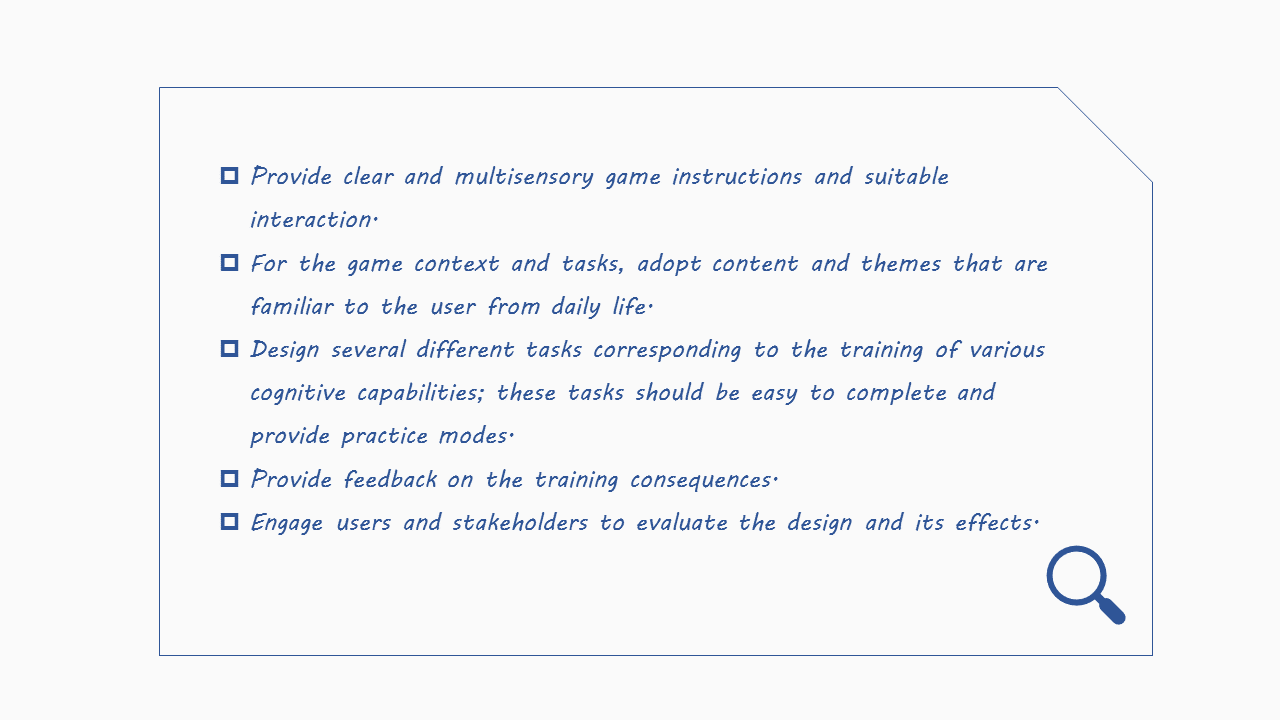 Provide clear and multisensory game instructions and suitable
interaction.
For the game context and tasks, adopt content and themes that are
familiar to the user from daily life.
Design several different tasks corresponding to the training of various
cognitive capabilities; these tasks should be easy to complete and
provide practice modes.
Provide feedback on the training consequences.
Engage users and stakeholders to evaluate the design and its effects.